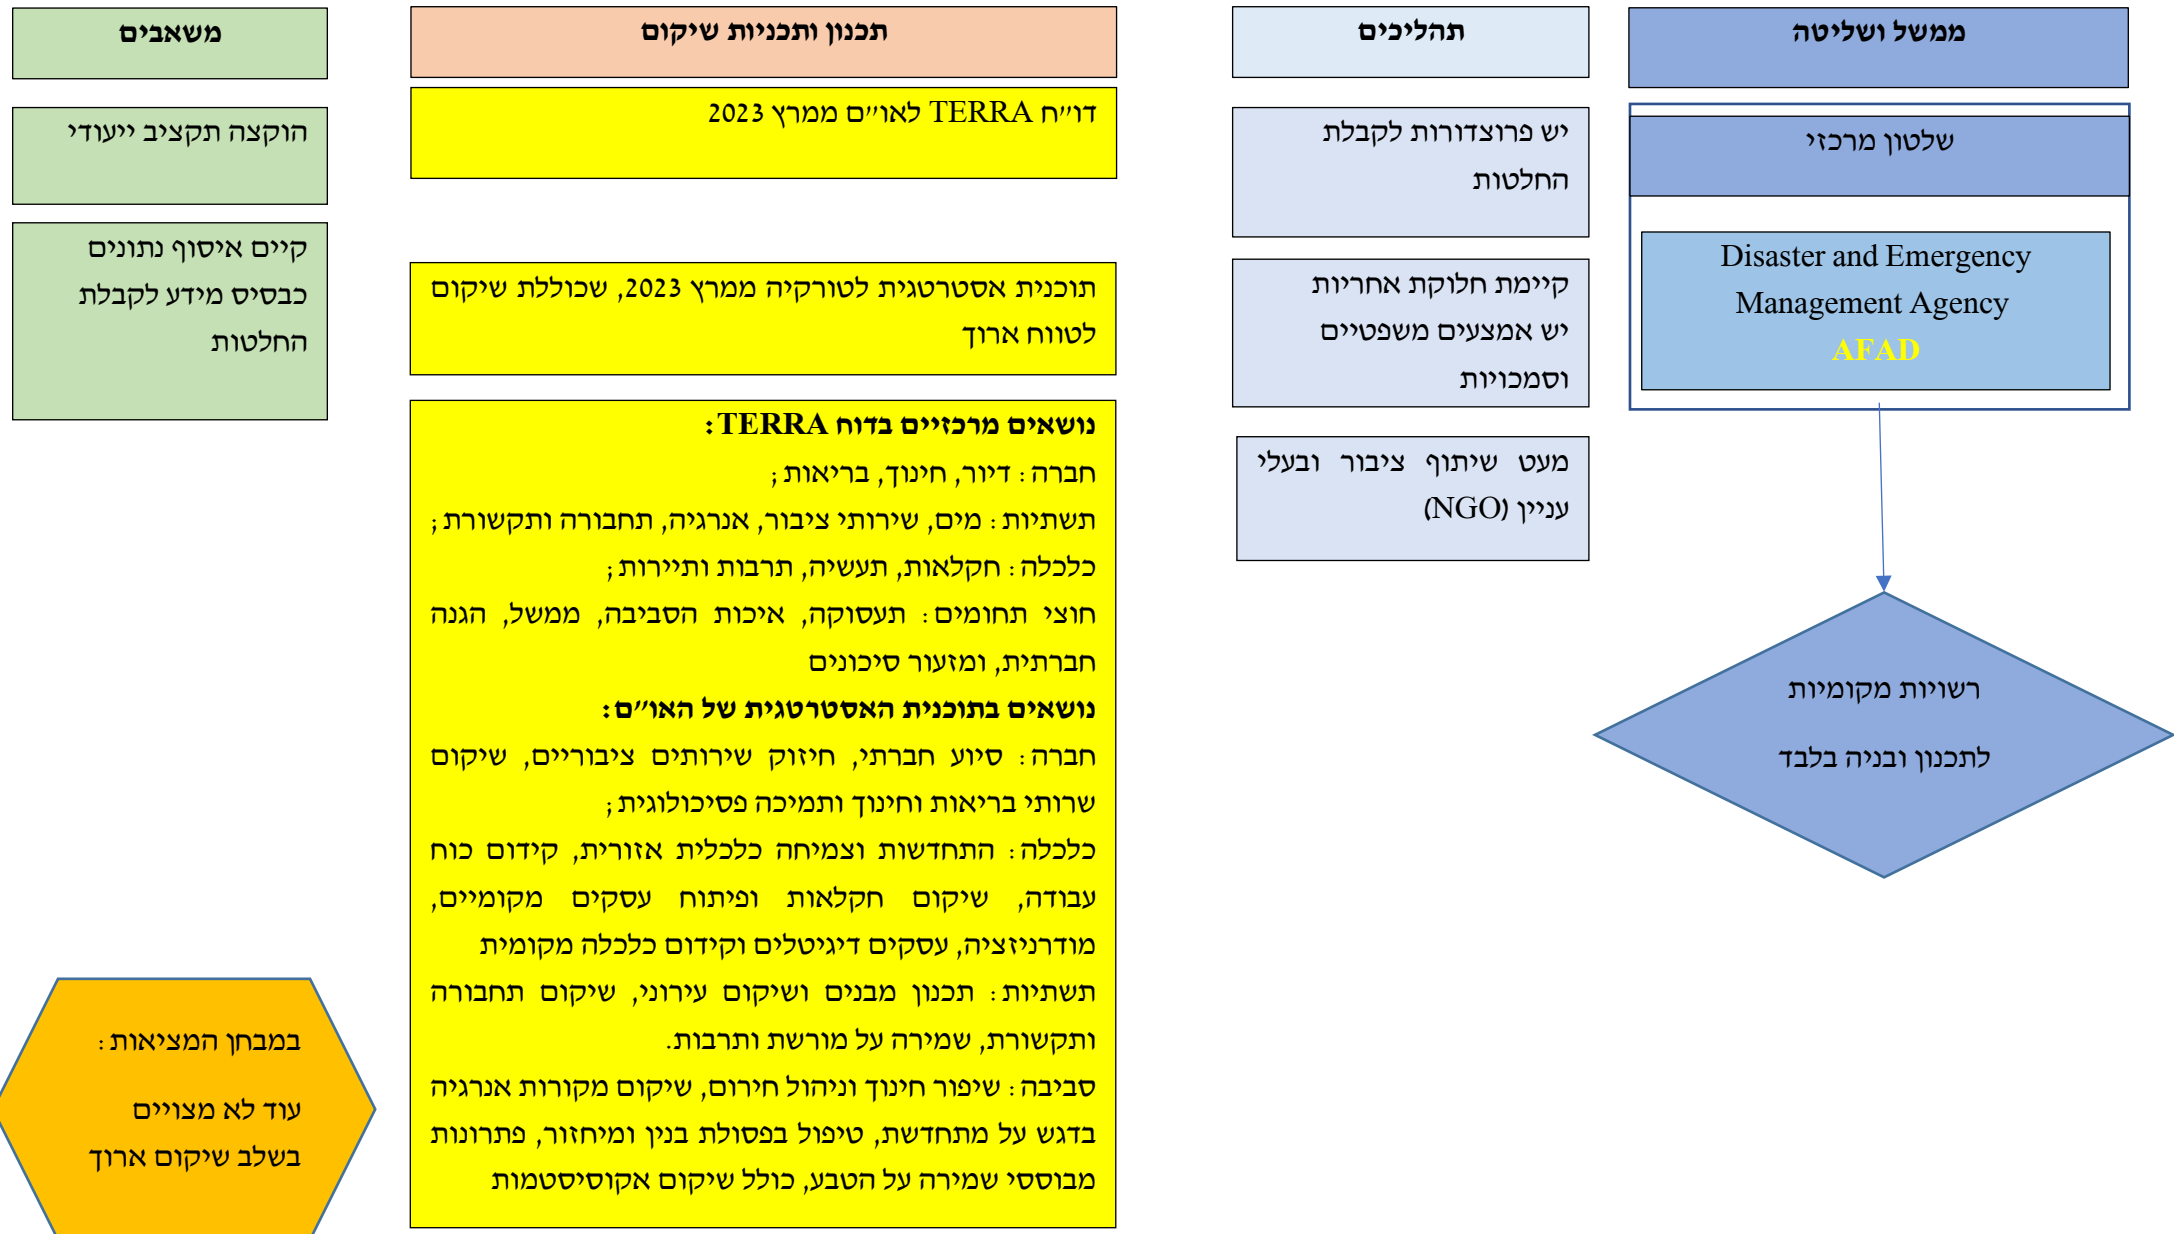 ממשל ושליטה
שלטון מרכזי
Disaster and Emergency
Management Agency
AFAD
רשויות מקומיות
לתכנון ובניה בלבד
תהליכים
יש פרוצדורות לקבלת
החלטות
קיימת חלוקת אחריות
יש אמצעים משפטיים
וסמכויות
מעט שיתוף ציבור ובעלי
עניין (NGO)
תכנון ותכניות שיקום
דו״ח TERRA לאו״ם ממרץ 2023
תוכנית אסטרטגית לטורקיה ממרץ 2023, שכוללת שיקום
לטווח ארוך
נושאים מרכזיים בדוח TERRA:
חברה: דיור, חינוך, בריאות;
תשתיות: מים, שירותי ציבור, אנרגיה, תחבורה ותקשורת;
כלכלה: חקלאות, תעשיה, תרבות ותיירות;
חוצי תחומים: תעסוקה, איכות הסביבה, ממשל, הגנה
חברתית, ומזעור סיכונים
נושאים בתוכנית האסטרטגית של האו״ם:
חברה: סיוע חברתי, חיזוק שירותים ציבוריים, שיקום
שרותי בריאות וחינוך ותמיכה פסיכולוגית;
כלכלה: התחדשות וצמיחה כלכלית אזורית, קידום כוח
עבודה, שיקום חקלאות ופיתוח עסקים מקומיים,
מודרניזציה, עסקים דיגיטלים וקידום כלכלה מקומית
תשתיות: תכנון מבנים ושיקום עירוני, שיקום תחבורה
ותקשורת, שמירה על מורשת ותרבות.
סביבה: שיפור חינוך וניהול חירום, שיקום מקורות אנרגיה
בדגש על מתחדשת, טיפול בפסולת בנין ומיחזור, פתרונות
מבוססי שמירה על הטבע, כולל שיקום אקוסיסטמות
משאבים
הוקצה תקציב ייעודי
קיים איסוף נתונים
כבסיס מידע לקבלת
החלטות
במבחן המציאות:
עוד לא מצויים
בשלב שיקום ארוך